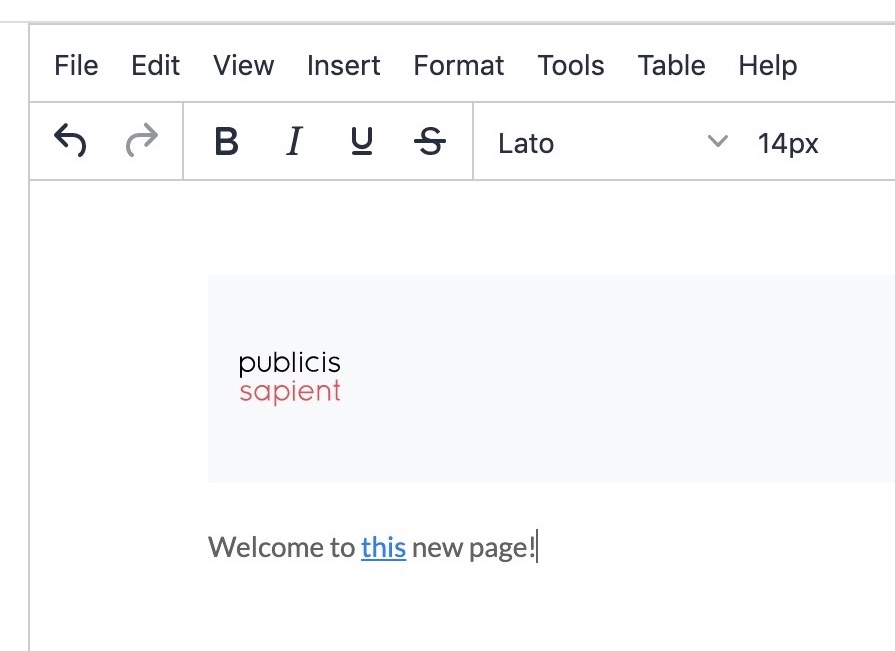 File Edit View Insert Format Tools Table Help
B I U S Lato 14px
publicis
sapient
Welcome to this new page!